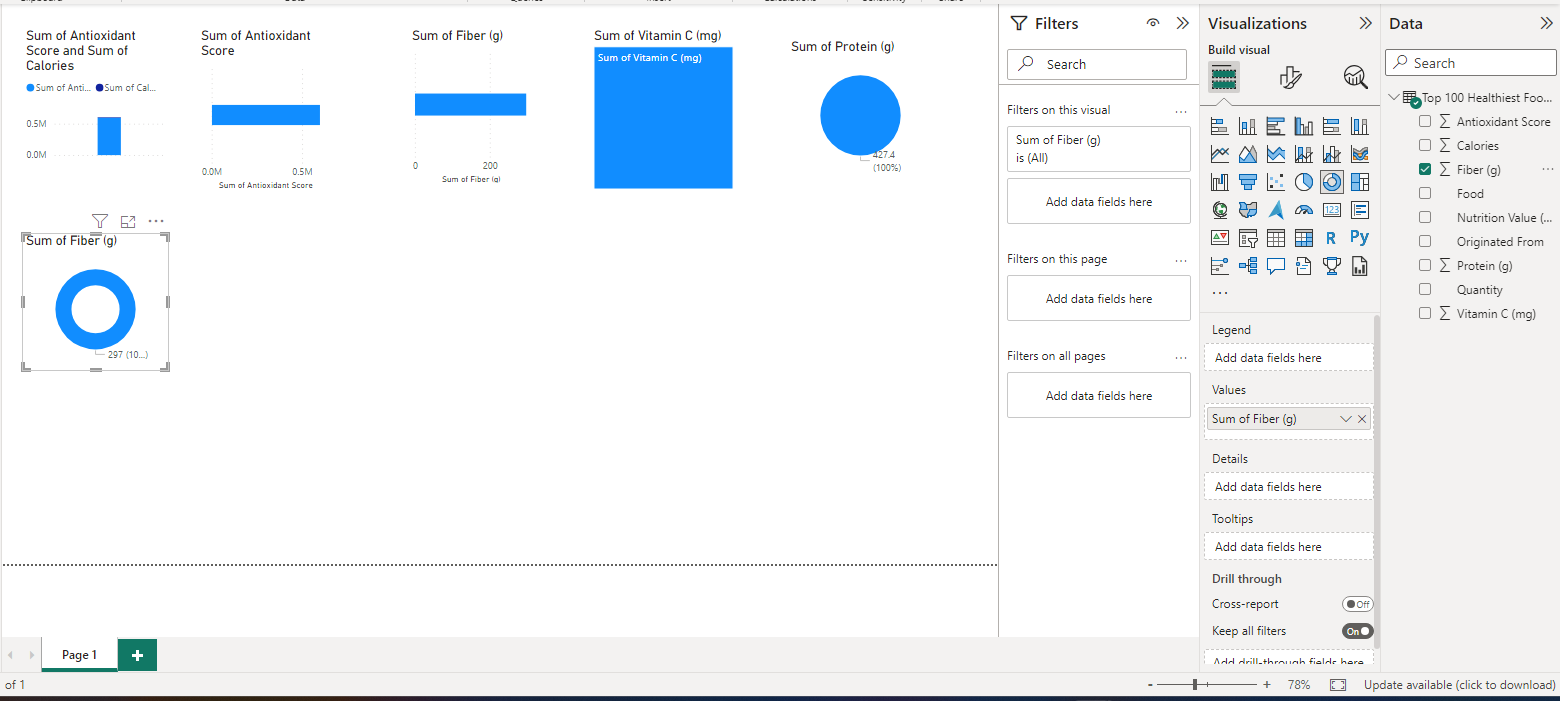 Clipboard
Data
Queries
Insert
Calculations
Sensitivity
Share
Sum of Antioxidant
Score and Sum of
Calories
Sum of Anti...
Sum of Cal...
0.5M
0.0M
Sum of Antioxidant
Score
0.0M
0.5M
Sum of Antioxidant Score
Sum of Fiber (g)
0
200
Sum of Fiber (g)
Sum of Vitamin C (mg)
Sum of Vitamin C (mg)
Sum of Protein (g)
427.4
(100%)
Sum of Fiber (g)
297 (10...)
Page 1
of 1
Filters
Search
Filters on this visual
...
Sum of Fiber (g)
is (All)
Add data fields here
Filters on this page
...
Add data fields here
Filters on all pages
...
Add data fields here
Visualizations
Build visual
123
R
Py
...
Legend
Add data fields here
Values
Sum of Fiber (g)
Details
Add data fields here
Tooltips
Add data fields here
Drill through
Cross-report
Off
Keep all filters
On
Add drill-through fields here
Data
Search
Top 100 Healthiest Foo...
Antioxidant Score
Calories
Fiber (g)
...
Food
Nutrition Value (...
Originated From
Protein (g)
Quantity
Vitamin C (mg)
- + 78%
Update available (click to download)